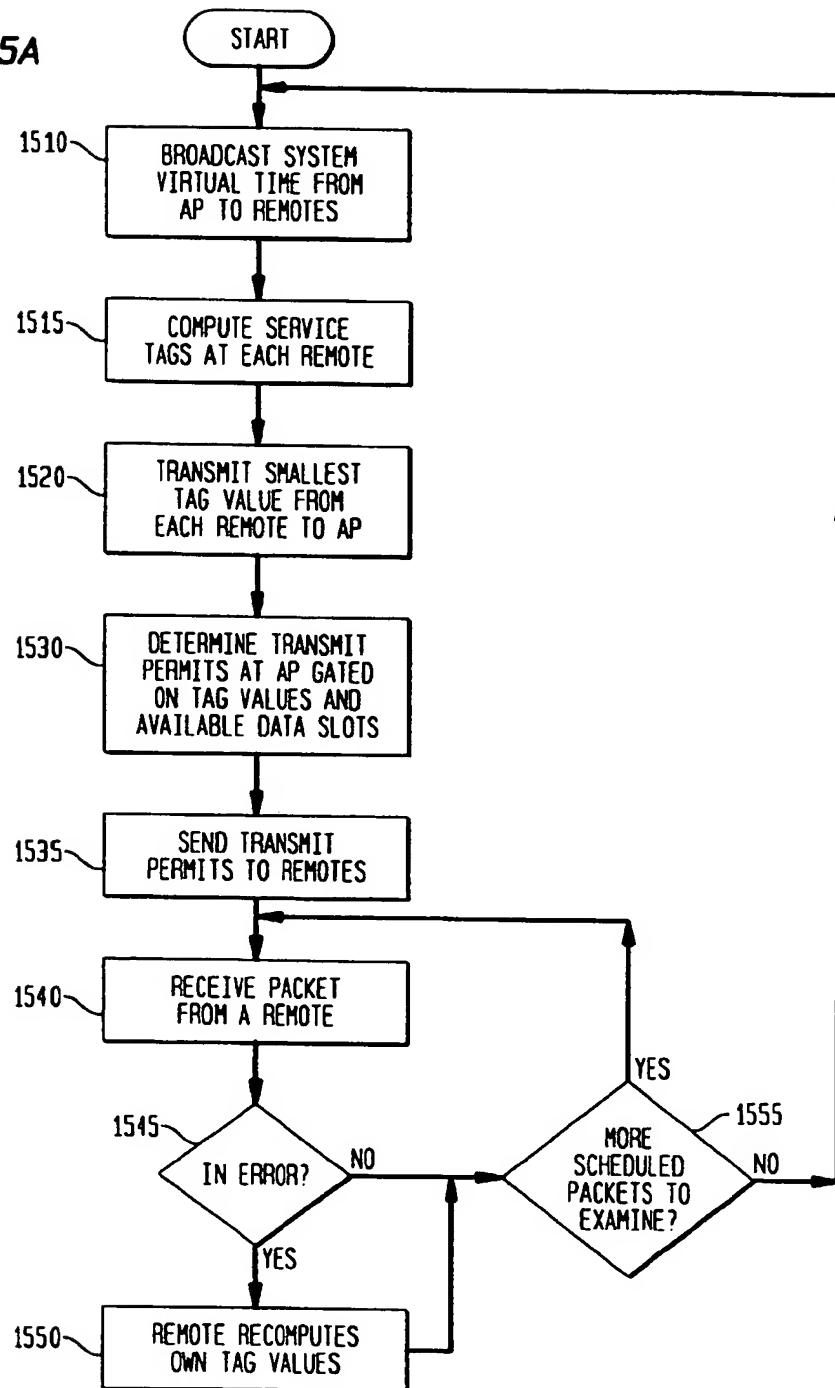 5A
START
1510
BROADCAST SYSTEM
VIRTUAL TIME FROM
AP TO REMOTES
1515
COMPUTE SERVICE
TAGS AT EACH REMOTE
1520
TRANSMIT SMALLEST
TAG VALUE FROM
EACH REMOTE TO AP
1530
DETERMINE TRANSMIT
PERMITS AT AP GATED
ON TAG VALUES AND
AVAILABLE DATA SLOTS
1535
SEND TRANSMIT
PERMITS TO REMOTES
1540
RECEIVE PACKET
FROM A REMOTE
YES
1545
IN ERROR?
NO
1555
MORE
SCHEDULED
PACKETS TO
EXAMINE?
NO
YES
1550
REMOTE RECOMPUTES
OWN TAG VALUES